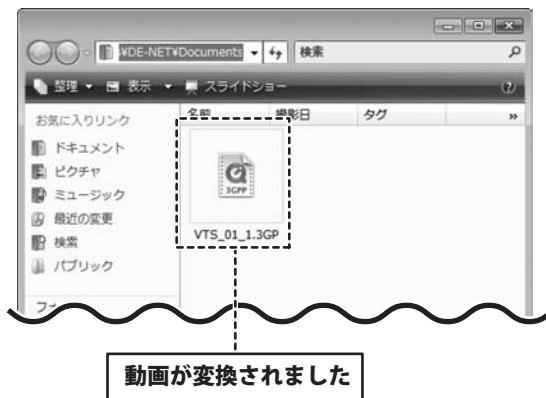 ¥DE-NET¥Documents
検索
整理
表示
スライドショー
お気に入りリンク
名前
撮影日
タグ
»
ドキュメント
ピクチャ
ミュージック
最近の変更
検索
パブリック
3GPP
VTS_01_1.3GP
動画が変換されました